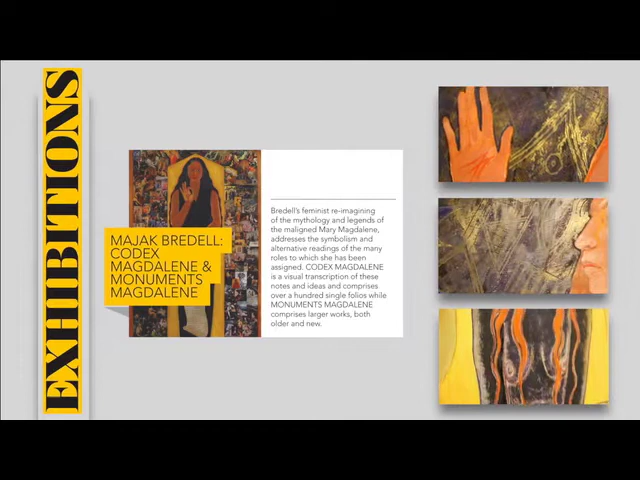 EXHIBITIONS
MAJAK BREDELL:
CODEX
MAGDALENE &
MONUMENTS
MAGDALENE
Bredell's feminist re-imagining
of the mythology and legends of
the maligned Mary Magdalene,
addresses the symbolism and
alternative readings of the many
roles to which she has been
assigned. CODEX MAGDALENE
is a visual transcription of these
notes and ideas and comprises
over a hundred single folios while
MONUMENTS MAGDALENE
comprises larger works, both
older and new.